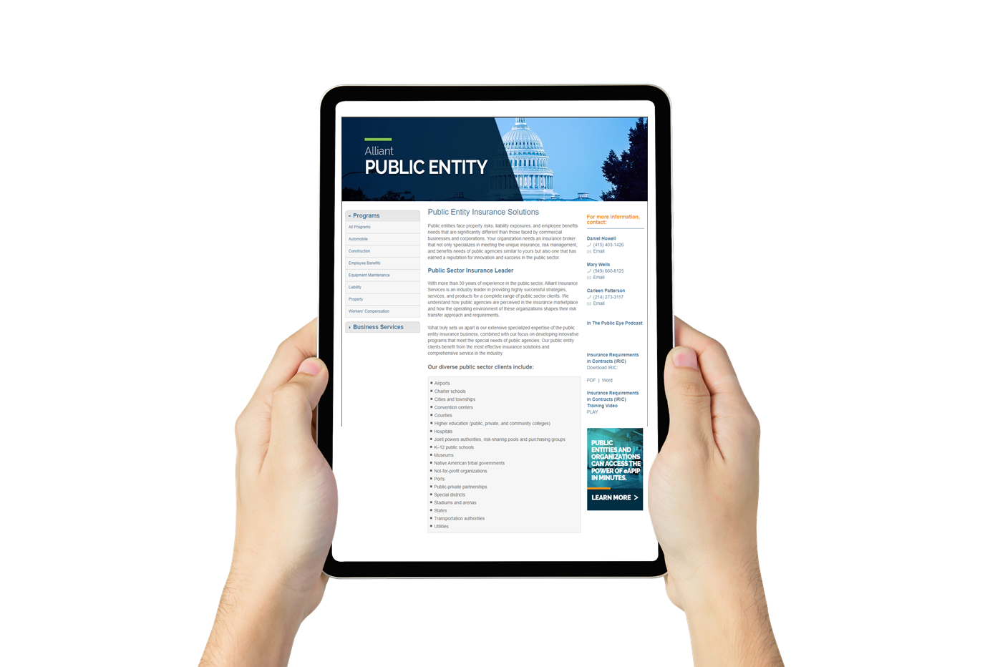 Alliant
PUBLIC ENTITY
Programs
All Programs
Automobile
Construction
Employee Benefits
Equipment Maintenance
Liability
Property
Workers' Compensation
Business Services
Public Entity Insurance Solutions
Public entities face property risks, liability exposures, and employee benefits
needs that are significantly different than those faced by commercial
businesses and corporations. Your organization needs an insurance broker
that not only specializes in meeting the unique insurance, risk management,
and benefits needs of public agencies similar to yours but also one that has
earned a reputation for innovation and success in the public sector.
Public Sector Insurance Leader
With more than 30 years of experience in the public sector, Alliant Insurance
Services is an industry leader in providing highly successful strategies,
services, and products for a complete range of public sector clients. We
understand how public agencies are perceived in the insurance marketplace
and how the operating environment of these organizations shapes their risk
transfer approach and requirements.
What truly sets us apart is our extensive specialized expertise of the public
entity insurance business, combined with our focus on developing innovative
programs that meet the special needs of public agencies. Our public entity
clients benefit from the most effective insurance solutions and
comprehensive service in the industry.
Our diverse public sector clients include:
Airports
Charter schools
Cities and townships
Convention centers
Counties
Higher education (public, private, and community colleges)
Hospitals
Joint powers authorities, risk-sharing pools and purchasing groups
K–12 public schools
Museums
Native American tribal governments
Not-for-profit organizations
Ports
Public-private partnerships
Special districts
Stadiums and arenas
States
Transportation authorities
Utilities
For more information,
contact:
Daniel Howell
(415) 403-1426
Email
Mary Wells
(949) 660-8125
Email
Carleen Patterson
(214) 273-3117
Email
In The Public Eye Podcast
Insurance Requirements
in Contracts (IRIC)
Download IRIC:
PDF | Word
Insurance Requirements
in Contracts (IRIC)
Training Video
PLAY
PUBLIC
ENTITIES AND
ORGANIZATIONS
CAN ACCESS THE
POWER OF eAPIP
IN MINUTES.
LEARN MORE >